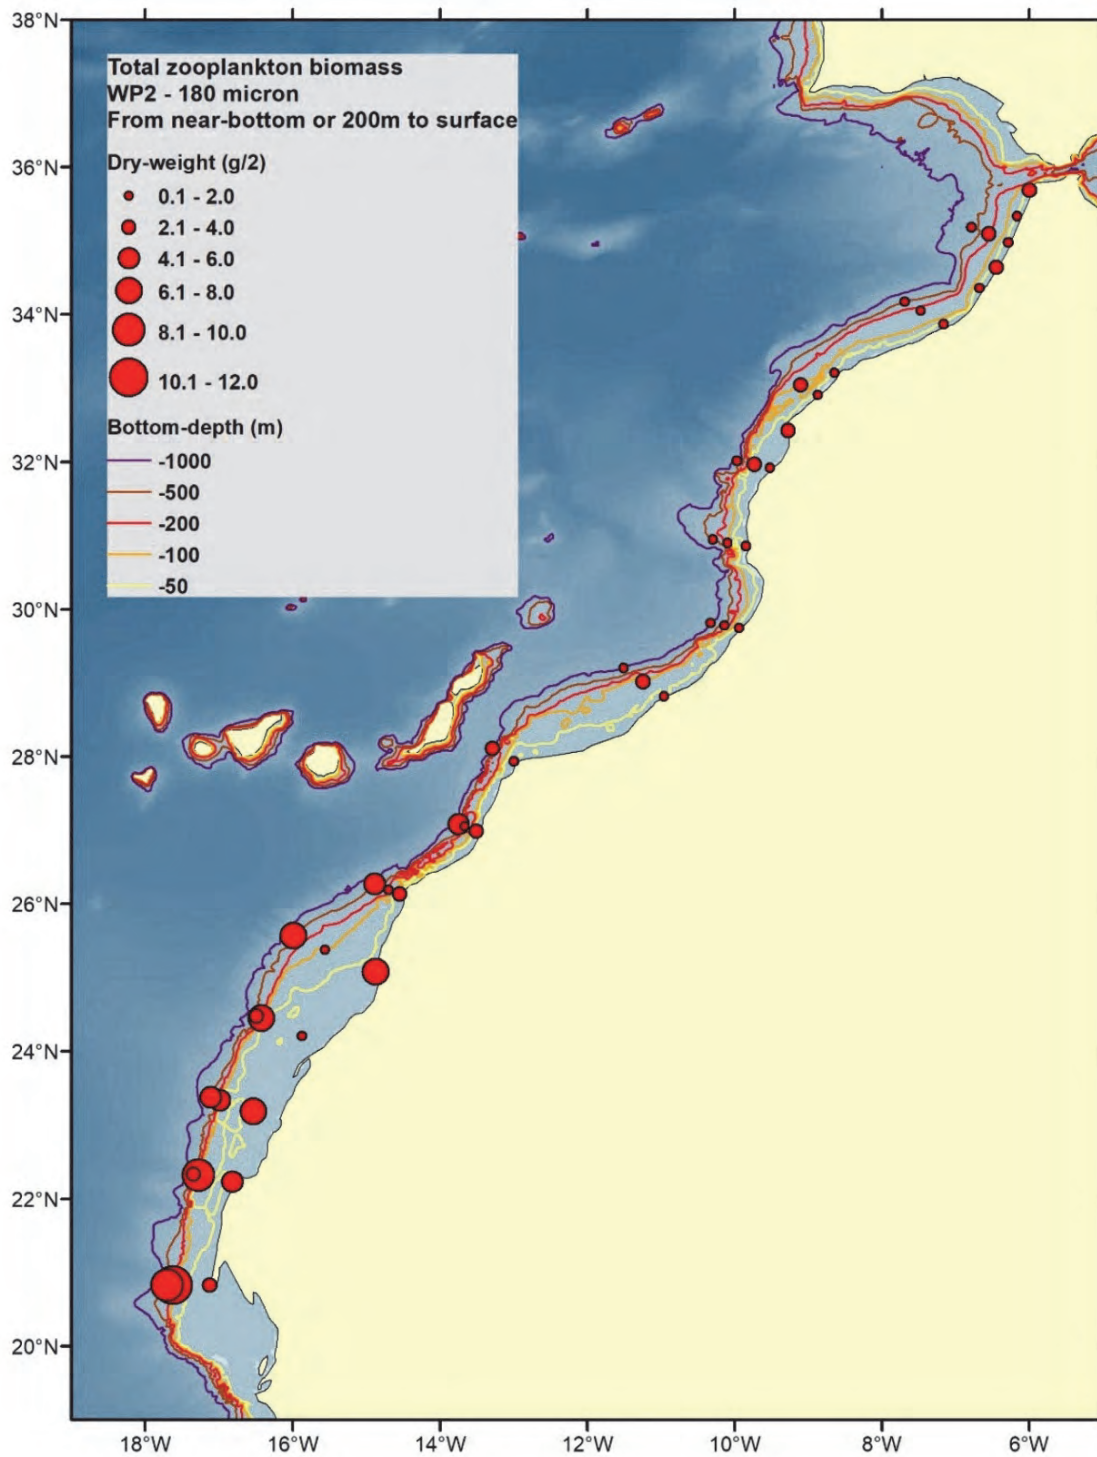 38°N
36°N
34°N
32°N
30°N
28°N
26°N
24°N
22°N
20°N
Total zooplankton biomass
WP2 - 180 micron
From near-bottom or 200m to surface
Dry-weight (g/2)
0.1 - 2.0
2.1 - 4.0
4.1 - 6.0
6.1 - 8.0
8.1 - 10.0
10.1 - 12.0
Bottom-depth (m)
-1000
-500
-200
-100
-50
18°W 16°W 14°W 12°W 10°W 8°W 6°W